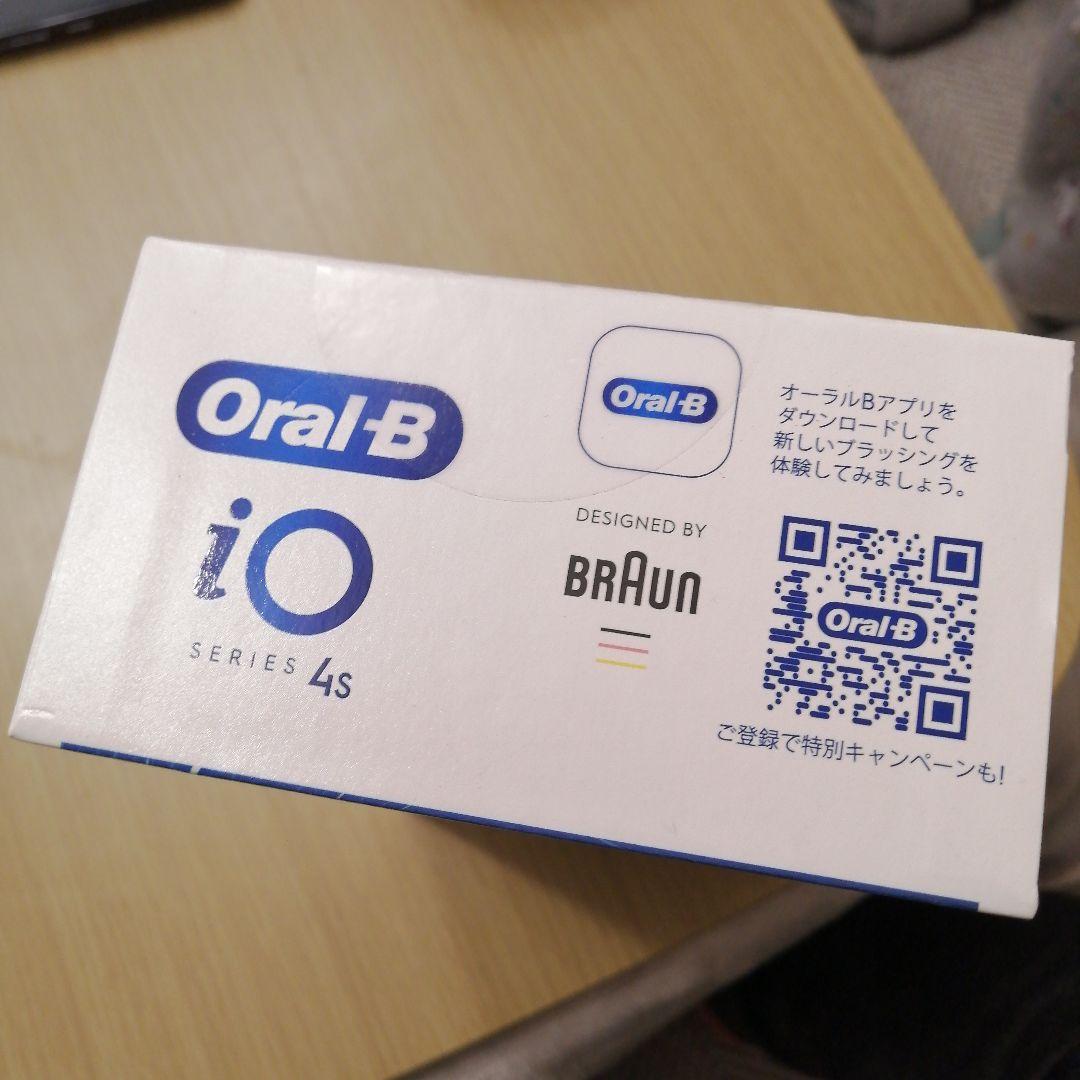 Oral-B
iO
SERIES 4s
Oral-B
DESIGNED BY
BRAUN
オーラルBアプリを
ダウンロードして
新しいブラッシングを
体験してみましょう。
Oral-B
ご登録で特別キャンペーンも!